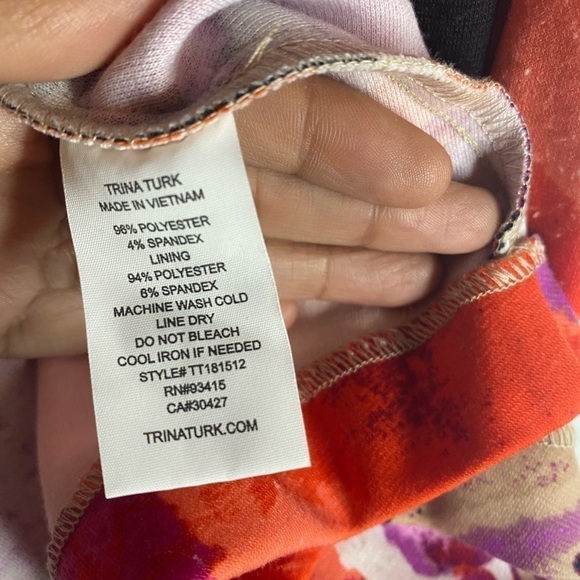 TRINA TURK
MADE IN VIETNAM
96% POLYESTER
4% SPANDEX
LINING
94% POLYESTER
6% SPANDEX
MACHINE WASH COLD
LINE DRY
DO NOT BLEACH
COOL IRON IF NEEDED
STYLE# TT181512
RN#93415
CA#30427
TRINATURK.COM